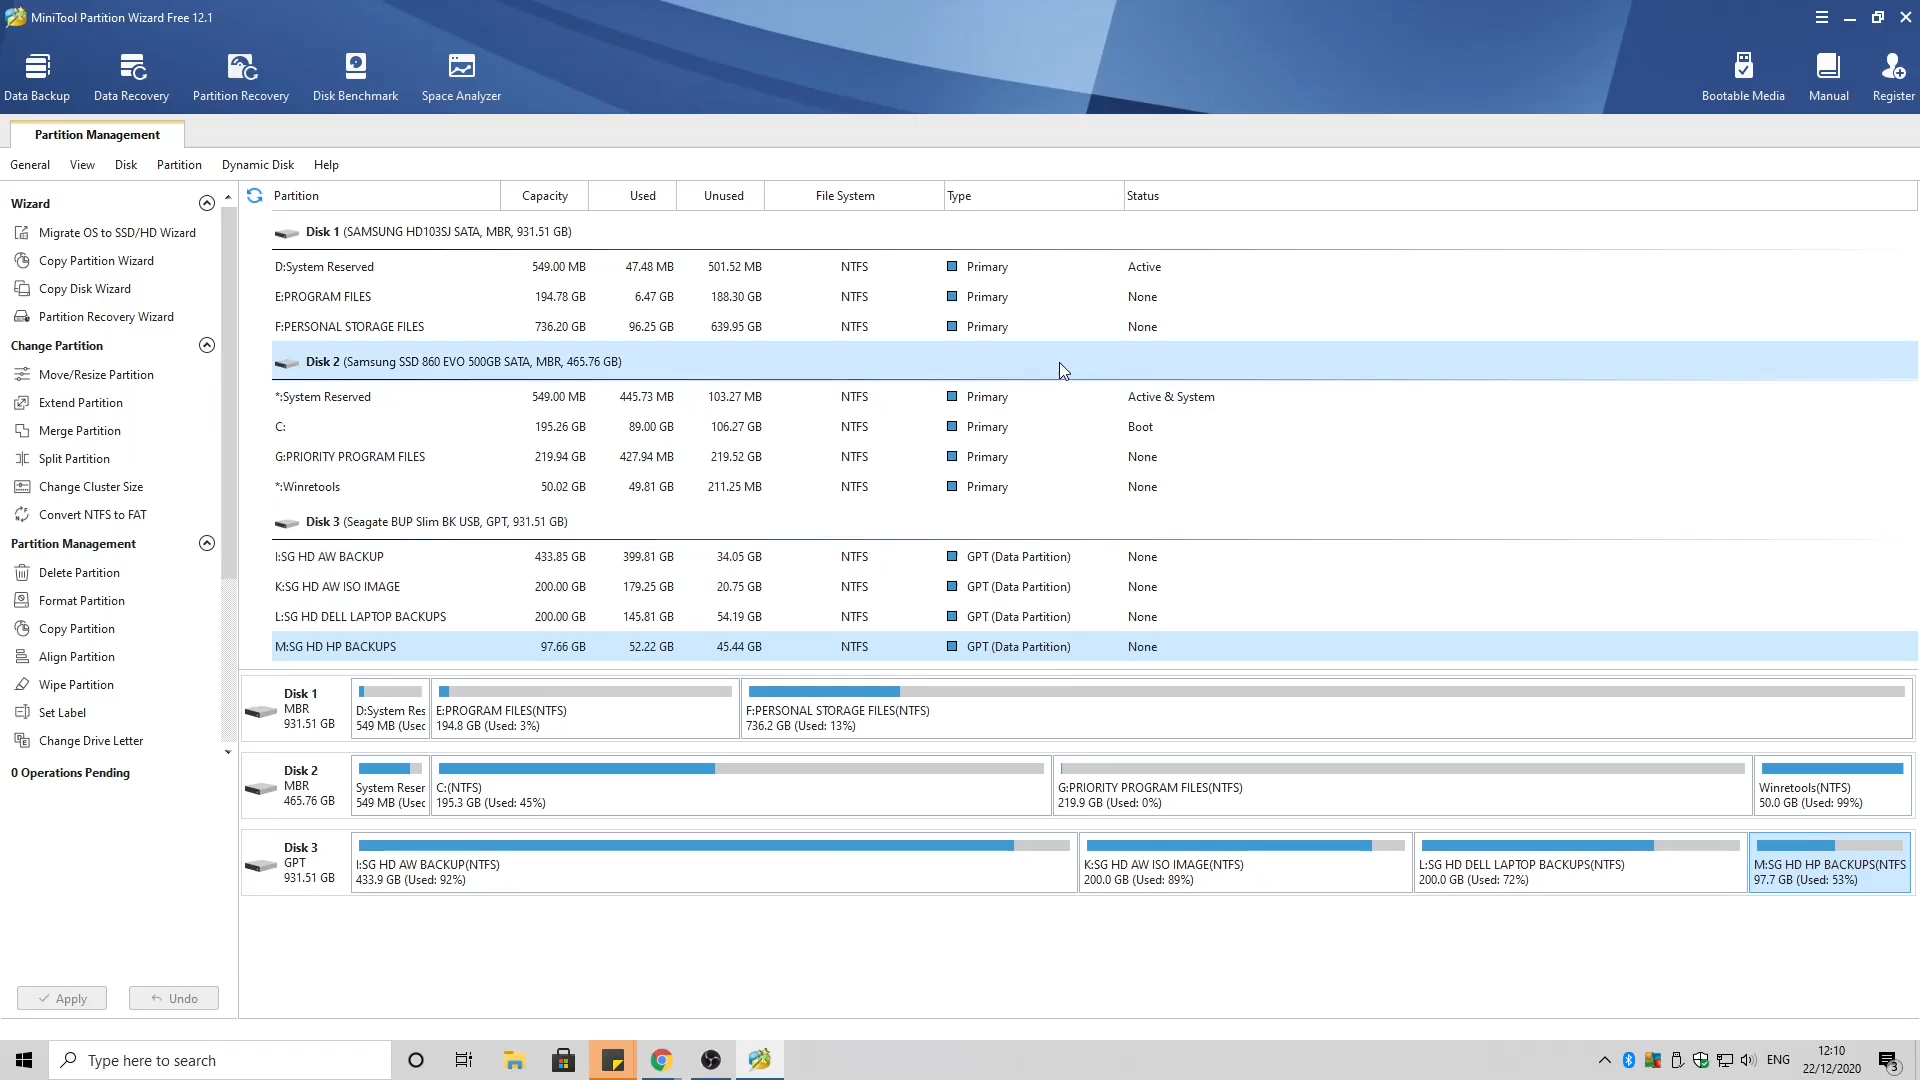 MiniTool Partition Wizard Free 12.1
Data Backup
Data Recovery
Partition Recovery
Disk Benchmark
Space Analyzer
Bootable Media
Manual
Register
Partition Management
General View Disk Partition Dynamic Disk Help
Wizard
Migrate OS to SSD/HD Wizard
Copy Partition Wizard
Copy Disk Wizard
Partition Recovery Wizard
Change Partition
Move/Resize Partition
Extend Partition
Merge Partition
Split Partition
Change Cluster Size
Convert NTFS to FAT
Partition Management
Delete Partition
Format Partition
Copy Partition
Align Partition
Wipe Partition
Set Label
Change Drive Letter
0 Operations Pending
Apply
Undo
Partition Capacity Used Unused File System Type Status
Disk 1 (SAMSUNG HD103SJ SATA, MBR, 931.51 GB)
D:System Reserved 549.00 MB 47.48 MB 501.52 MB NTFS Primary Active
E:PROGRAM FILES 194.78 GB 6.47 GB 188.30 GB NTFS Primary None
F:PERSONAL STORAGE FILES 736.20 GB 96.25 GB 639.95 GB NTFS Primary None
Disk 2 (Samsung SSD 860 EVO 500GB SATA, MBR, 465.76 GB)
*:System Reserved 549.00 MB 445.73 MB 103.27 MB NTFS Primary Active & System
C: 195.26 GB 89.00 GB 106.27 GB NTFS Primary Boot
G:PRIORITY PROGRAM FILES 219.94 GB 427.94 MB 219.52 GB NTFS Primary None
*:Winretools 50.02 GB 49.81 GB 211.25 MB NTFS Primary None
Disk 3 (Seagate BUP Slim BK USB, GPT, 931.51 GB)
I:SG HD AW BACKUP 433.85 GB 399.81 GB 34.05 GB NTFS GPT (Data Partition) None
K:SG HD AW ISO IMAGE 200.00 GB 179.25 GB 20.75 GB NTFS GPT (Data Partition) None
L:SG HD DELL LAPTOP BACKUPS 200.00 GB 145.81 GB 54.19 GB NTFS GPT (Data Partition) None
M:SG HD HP BACKUPS 97.66 GB 52.22 GB 45.44 GB NTFS GPT (Data Partition) None
Disk 1
MBR
931.51 GB
D:System Res
549 MB (Used
E:PROGRAM FILES(NTFS)
194.8 GB (Used: 3%)
F:PERSONAL STORAGE FILES(NTFS)
736.2 GB (Used: 13%)
Disk 2
MBR
465.76 GB
System Reser
549 MB (Used
C:(NTFS)
195.3 GB (Used: 45%)
G:PRIORITY PROGRAM FILES(NTFS)
219.9 GB (Used: 0%)
Winretools(NTFS)
50.0 GB (Used: 99%)
Disk 3
GPT
931.51 GB
I:SG HD AW BACKUP(NTFS)
433.9 GB (Used: 92%)
K:SG HD AW ISO IMAGE(NTFS)
200.0 GB (Used: 89%)
L:SG HD DELL LAPTOP BACKUPS(NTFS)
200.0 GB (Used: 72%)
M:SG HD HP BACKUPS(NTFS
97.7 GB (Used: 53%)
Type here to search
ENG
12:10
22/12/2020
3